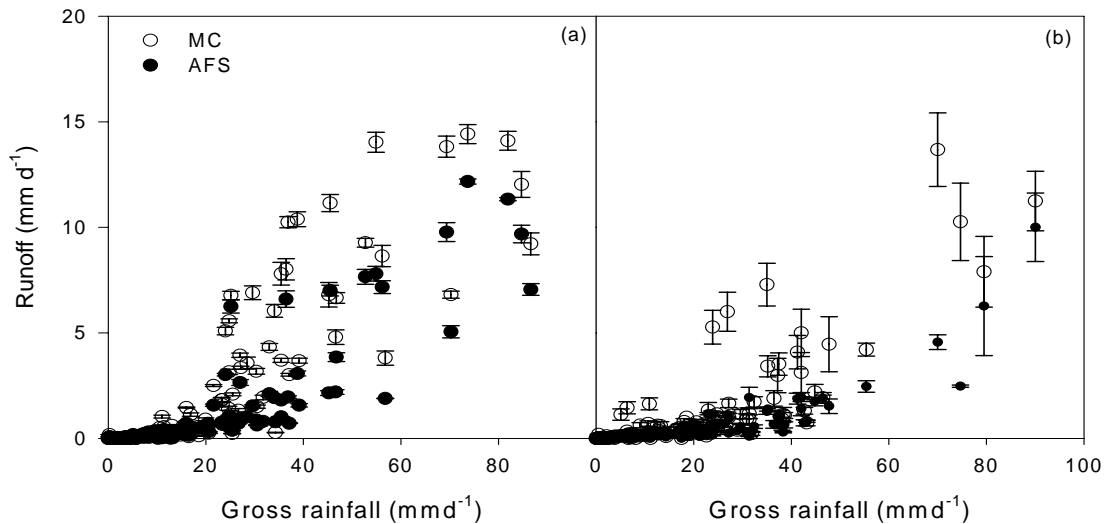 20
15
10
5
0
Runoff (mm d⁻¹)
MC
AFS
(a)
(b)
0 20 40 60 80 0 20 40 60 80 100
Gross rainfall (mmd⁻¹) Gross rainfall (mmd⁻¹)